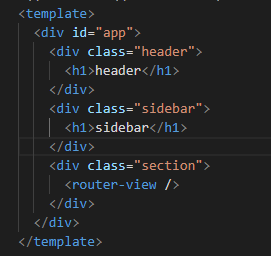 <template>
  <div id="app">
    <div class="header">
      <h1>header</h1>
    </div>
    <div class="sidebar">
      <h1>sidebar</h1>
    </div>
    <div class="section">
      <router-view />
    </div>
  </div>
</template>